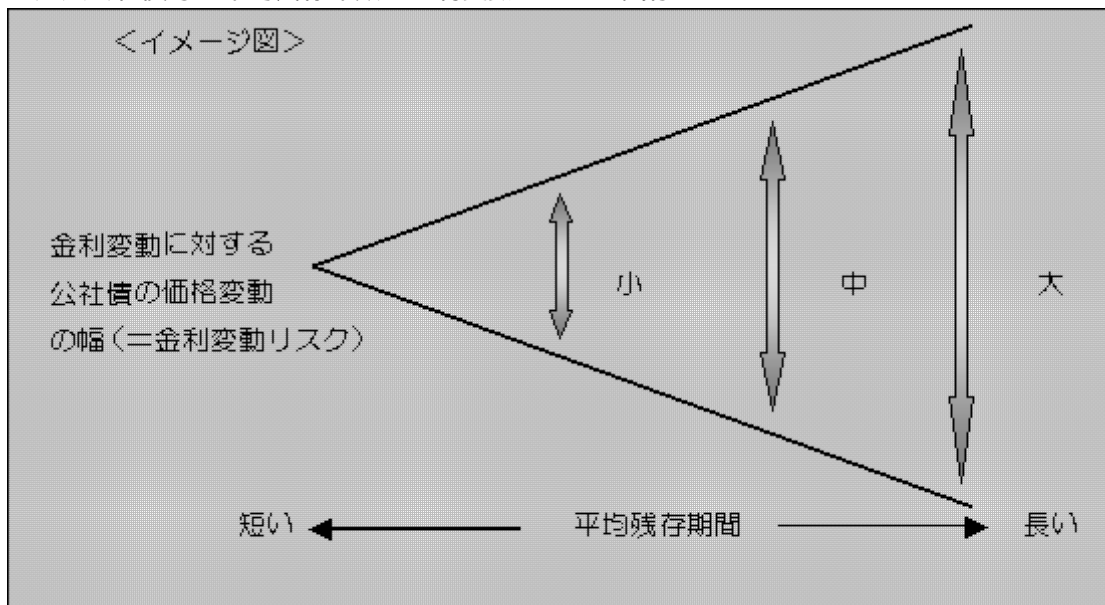 ＜イメージ図＞
金利変動に対する
公社債の価格変動
の幅（＝金利変動リスク）
小
中
大
短い
平均残存期間
長い